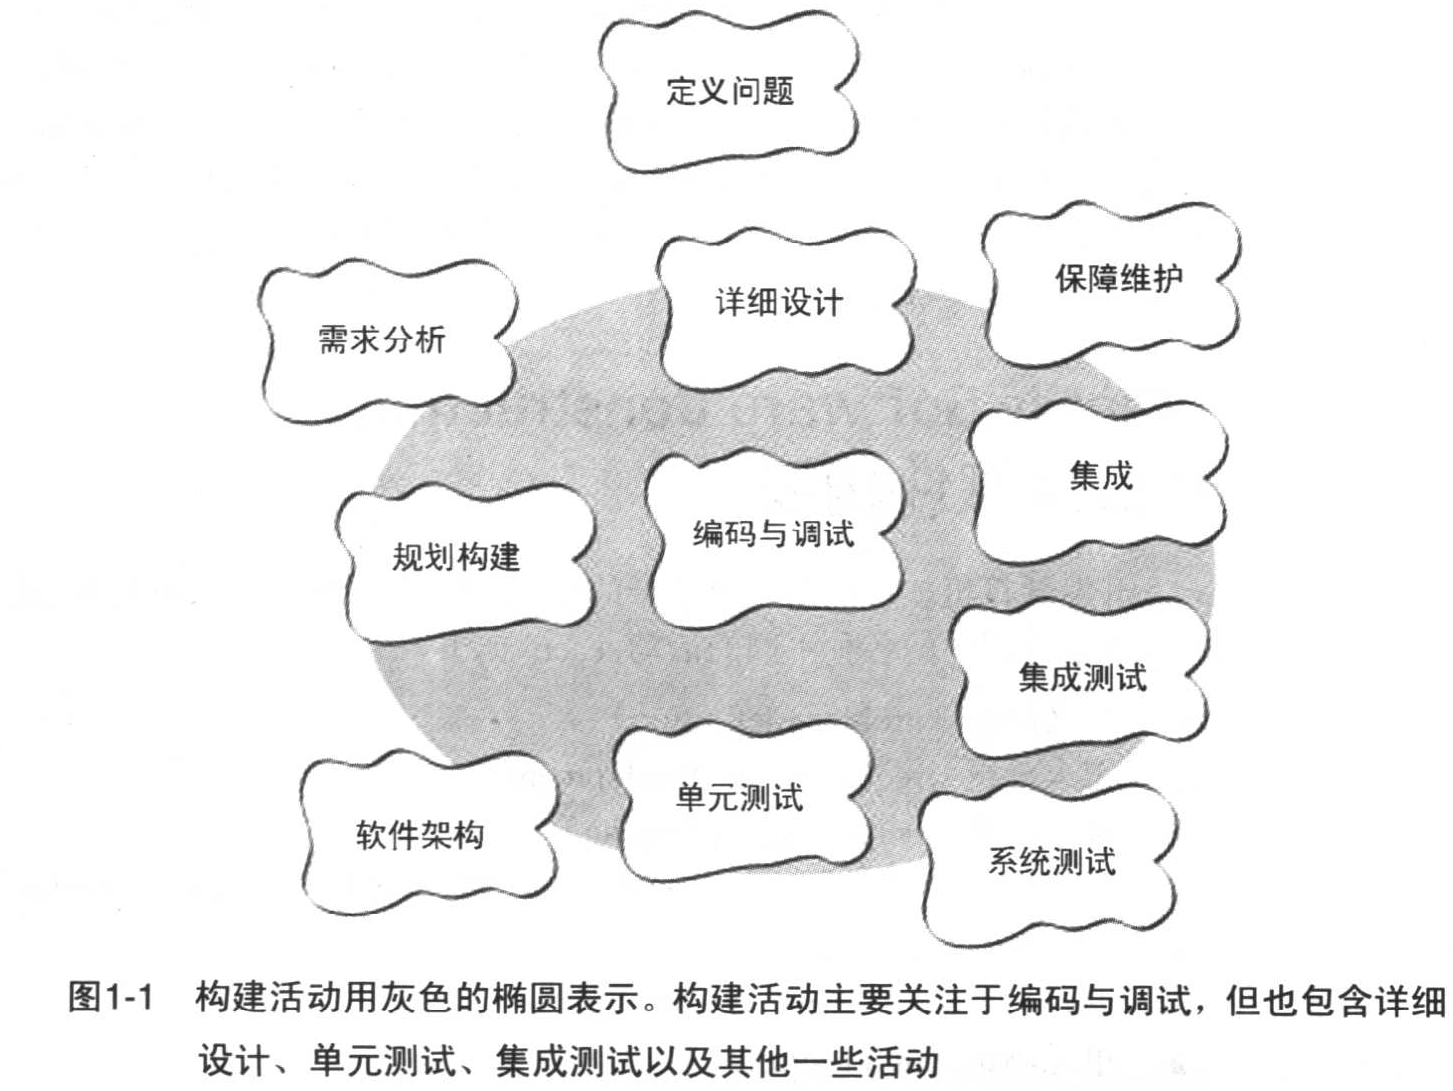 定义问题
保障维护
详细设计
需求分析
集成
编码与调试
规划构建
集成测试
单元测试
软件架构
系统测试
图1-1 构建活动用灰色的椭圆表示。构建活动主要关注于编码与调试，但也包含详细
设计、单元测试、集成测试以及其他一些活动